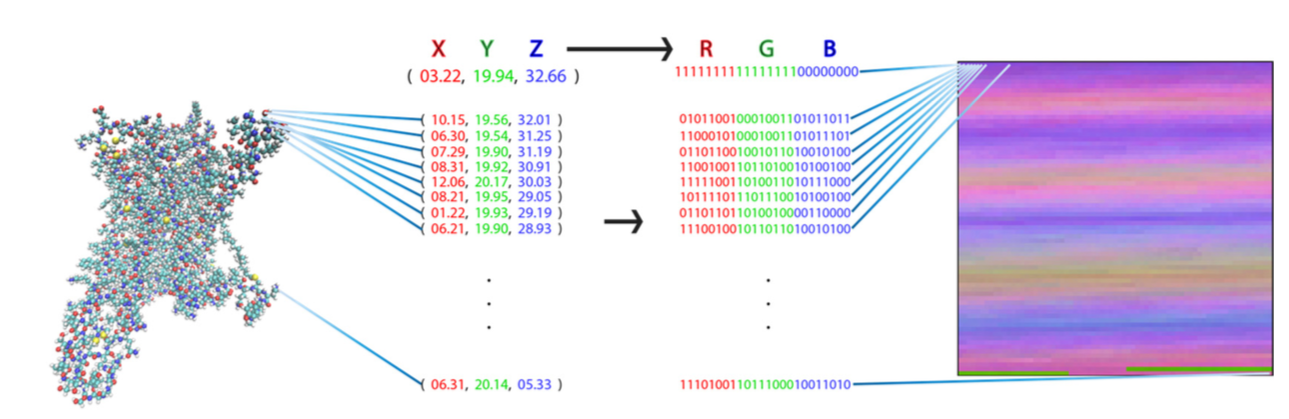 X Y Z R G B
( 03.22, 19.94, 32.66 ) 111111111111111100000000
( 10.15, 19.56, 32.01 ) 010110010001001101011011
( 06.30, 19.54, 31.25 ) 110001010001001101011101
( 07.29, 19.90, 31.19 ) 011011001001011010010100
( 08.31, 19.92, 30.91 ) 110010011011010010100100
( 12.06, 20.17, 30.03 ) 111110011010011010111000
( 08.21, 19.95, 29.05 ) 101111011101110010100100
( 01.22, 19.93, 29.19 ) 011011011010010000110000
( 06.21, 19.90, 28.93 ) 111001001011011010010100
( 06.31, 20.14, 05.33 ) 111010011011100010011010